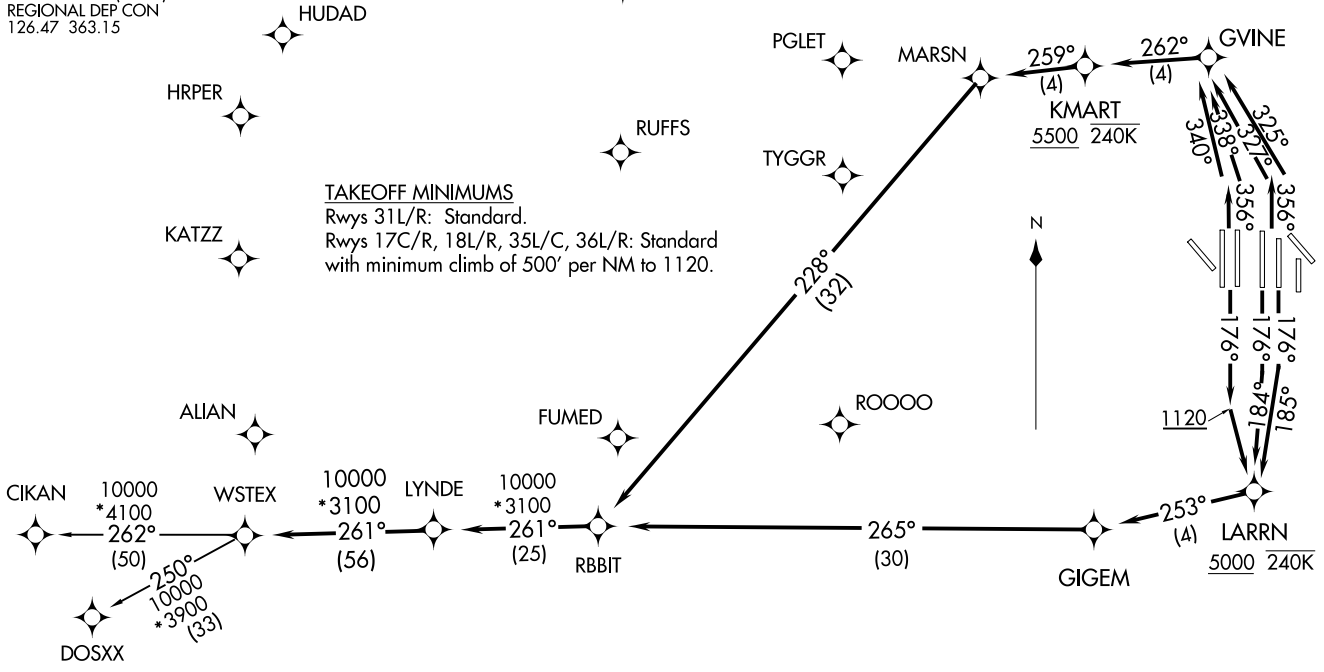 REGIONAL DEP CON
126.47 363.15
HUDAD
PGLET
MARSN
259°
(4)
262°
(4)
GVINE
KMART
5500 240K
HRPER
RUFFS
TYGGR
340°
338°
327°
325°
356°
356°
TAKEOFF MINIMUMS
Rwys 31L/R: Standard.
Rwys 17C/R, 18L/R, 35L/C, 36L/R: Standard
with minimum climb of 500' per NM to 1120.
KATZZ
N
228°
(32)
176°
176°
176°
ALIAN
FUMED
ROOOO
1120
184°
185°
CIKAN
10000
*4100
262°
(50)
WSTEX
10000
*3100
261°
(56)
LYNDE
10000
*3100
261°
(25)
RBBIT
265°
(30)
GIGEM
253°
(4)
LARRN
5000 240K
250°
10000
*3900
(33)
DOSXX